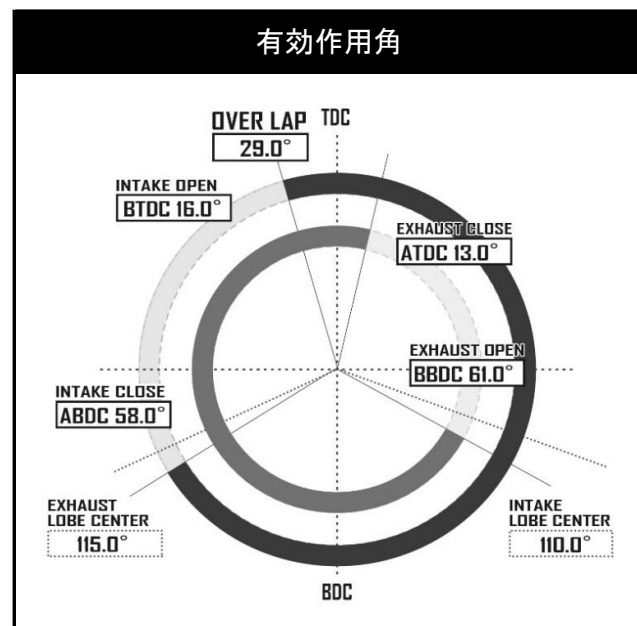 有効作用角
OVER LAP
29.0°
TDC
INTAKE OPEN
BTDC 16.0°
EXHAUST CLOSE
ATDC 13.0°
EXHAUST OPEN
BBDC 61.0°
INTAKE CLOSE
ABDC 58.0°
EXHAUST
LOBE CENTER
115.0°
INTAKE
LOBE CENTER
110.0°
BDC